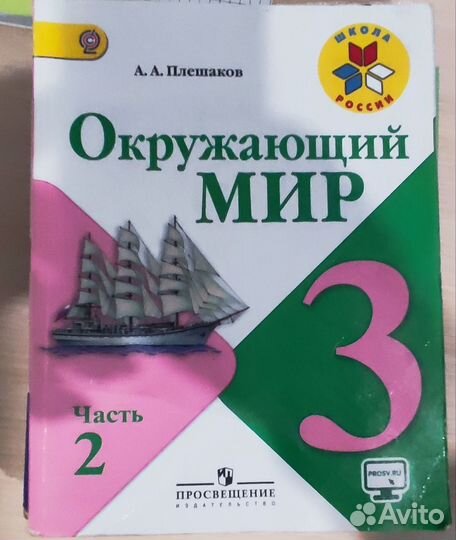 А. А. Плешаков
ШКОЛА
РОССИИ
Окружающий
МИР
3
Часть
2
ПРОСВЕЩЕНИЕ
ИЗДАТЕЛЬСТВО
PROSV.RU
Avito